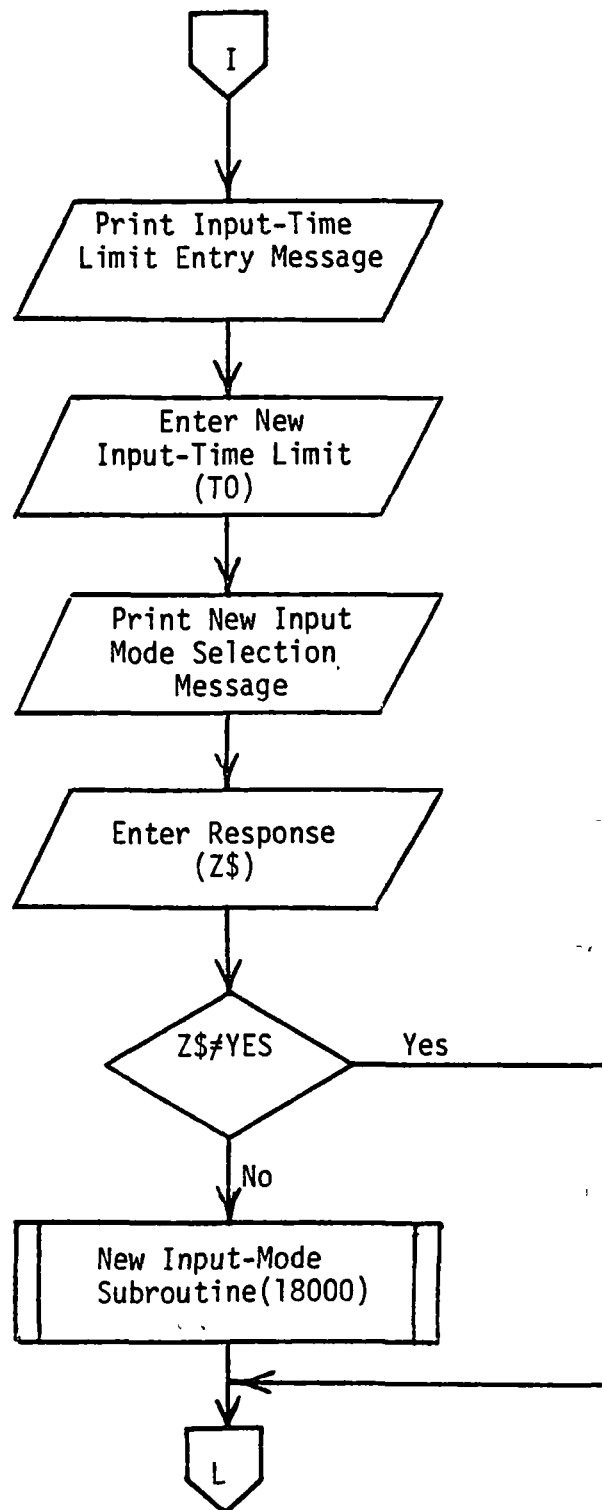 I
Print Input-Time
Limit Entry Message
Enter New
Input-Time Limit
(T0)
Print New Input
Mode Selection
Message
Enter Response
(Z$)
Z$≠YES
Yes
No
New Input-Mode
Subroutine(18000)
L